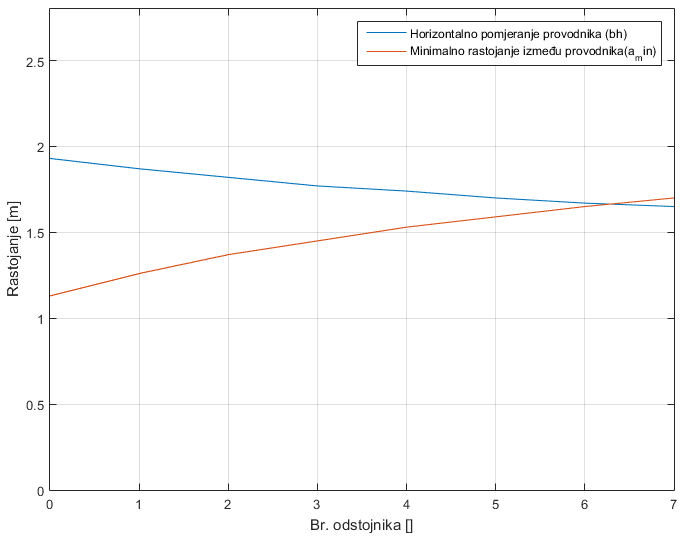 Horizontalno pomjeranje provodnika (bh)
Minimalno rastojanje između provodnika(a_min)
2.5
2
1.5
1
0.5
0
Rastojanje [m]
0 1 2 3 4 5 6 7
Br. odstojnika []